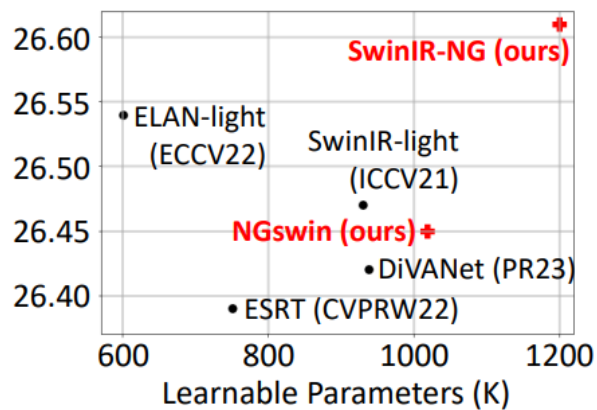 26.60
SwinIR-NG (ours)
26.55
ELAN-light
(ECCV22)
SwinIR-light
(ICCV21)
26.50
26.45
NGswin (ours)
DiVANet (PR23)
26.40
ESRT (CVPRW22)
600 800 1000 1200
Learnable Parameters (K)